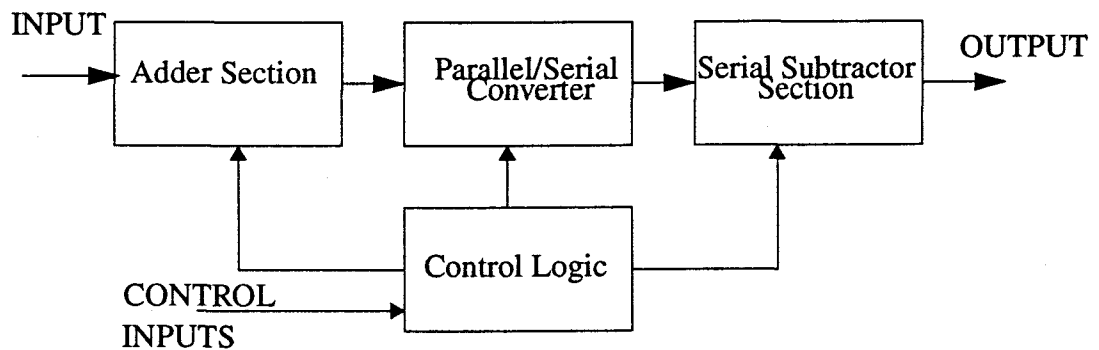 INPUT
Adder Section
Parallel/Serial
Converter
Serial Subtractor
Section
OUTPUT
Control Logic
CONTROL
INPUTS